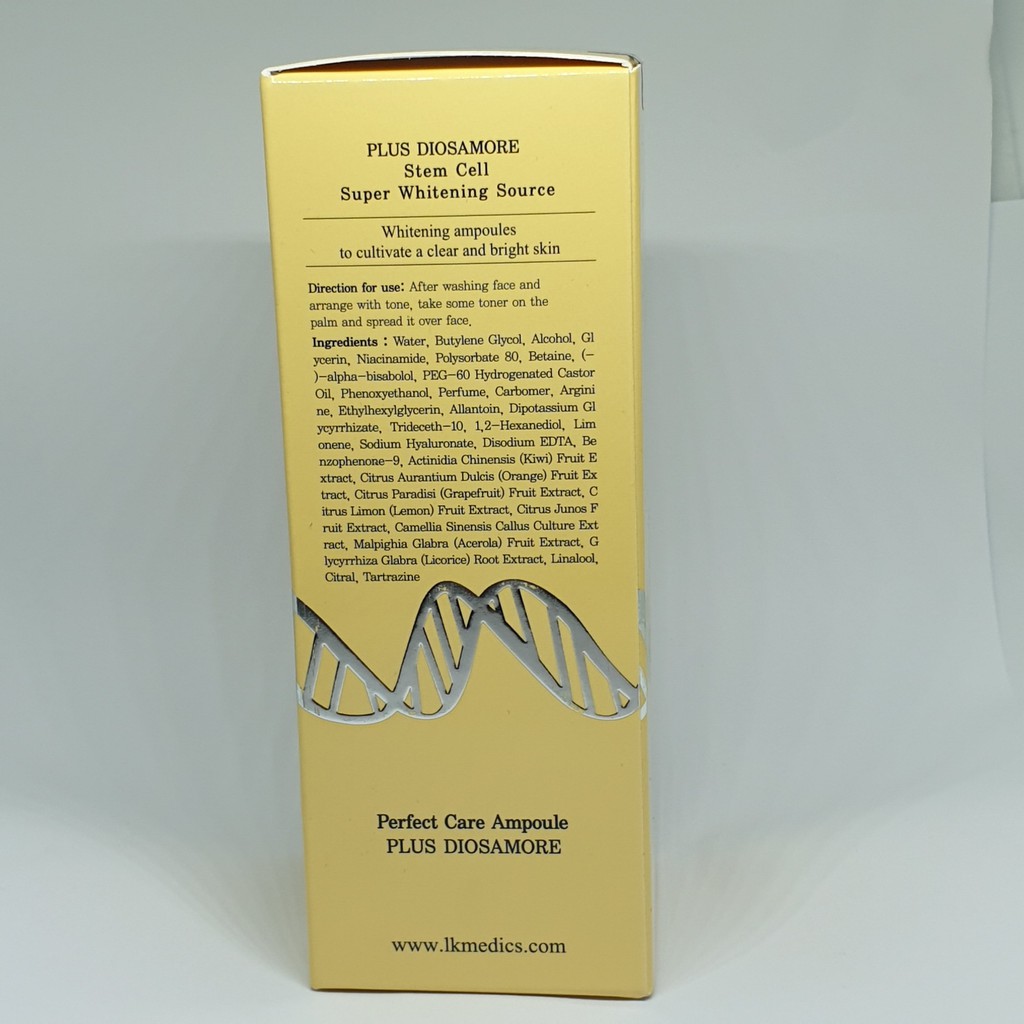 PLUS DIOSAMORE
Stem Cell
Super Whitening Source
Whitening ampoules
to cultivate a clear and bright skin
Direction for use: After washing face and
arrange with tone, take some toner on the
palm and spread it over face.
Ingredients : Water, Butylene Glycol, Alcohol, Gl
ycerin, Niacinamide, Polysorbate 80, Betaine, (-
)-alpha-bisabolol, PEG-60 Hydrogenated Castor
Oil, Phenoxyethanol, Perfume, Carbomer, Argini
ne, Ethylhexylglycerin, Allantoin, Dipotassium Gl
ycyrrhizate, Trideceth-10, 1,2-Hexanediol, Lim
onene, Sodium Hyaluronate, Disodium EDTA, Be
nzophenone-9, Actinidia Chinensis (Kiwi) Fruit E
xtract, Citrus Aurantium Dulcis (Orange) Fruit Ex
tract, Citrus Paradisi (Grapefruit) Fruit Extract, C
itrus Limon (Lemon) Fruit Extract, Citrus Junos F
ruit Extract, Camellia Sinensis Callus Culture Ext
ract, Malpighia Glabra (Acerola) Fruit Extract, G
lycyrrhiza Glabra (Licorice) Root Extract, Linalool,
Citral, Tartrazine
Perfect Care Ampoule
PLUS DIOSAMORE
www.lkmedics.com